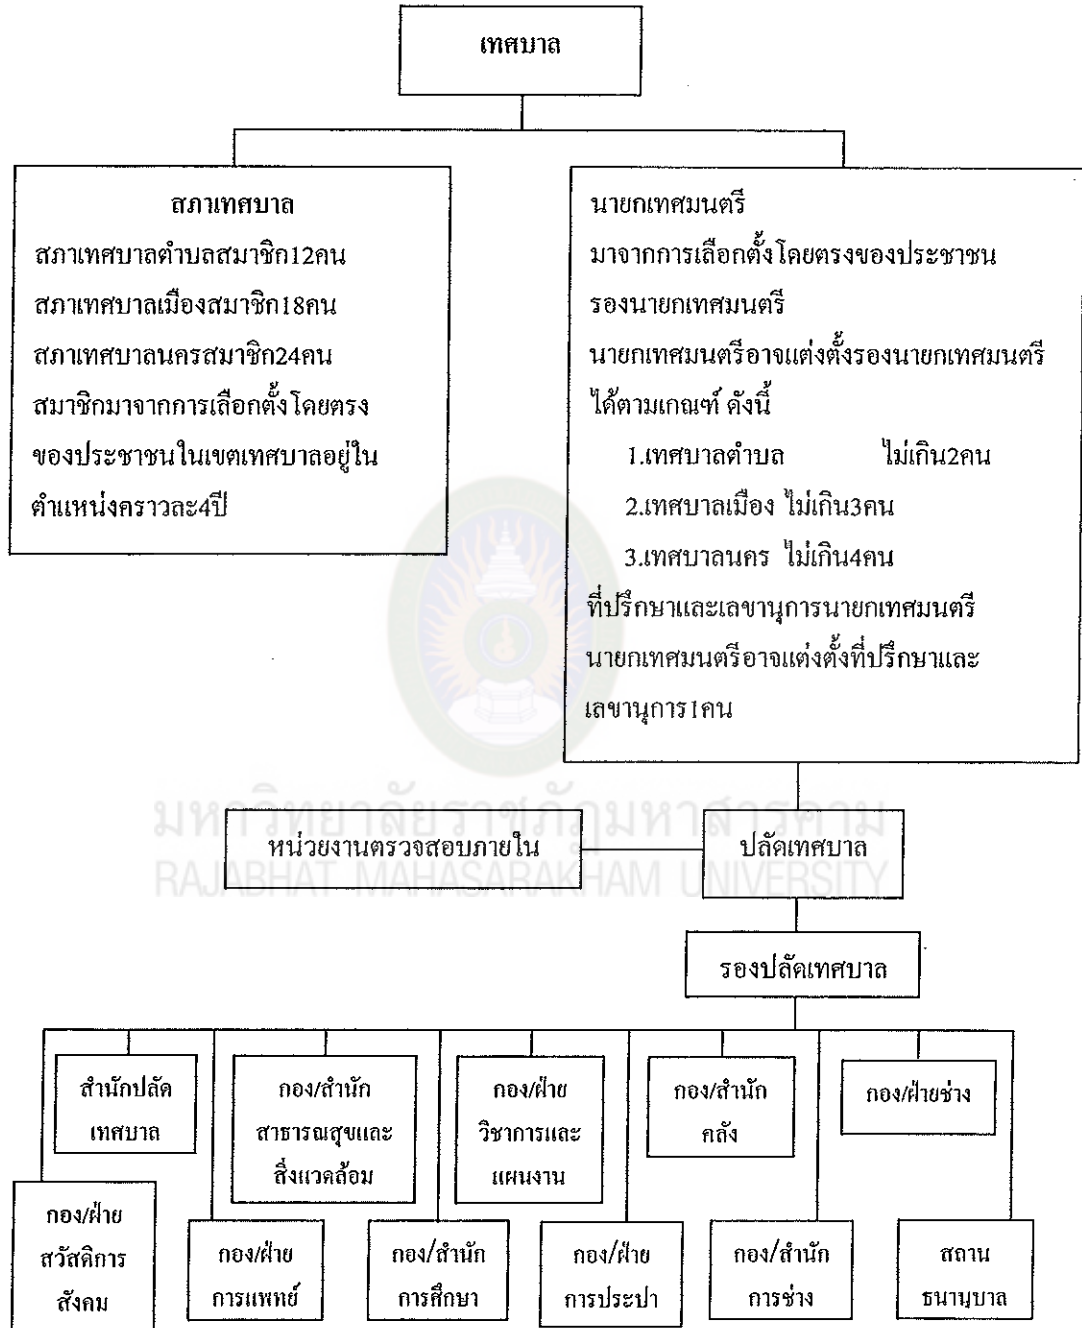 เทศบาล
สภาเทศบาล
สภาเทศบาลตำบลสมาชิก12คน
สภาเทศบาลเมืองสมาชิก18คน
สภาเทศบาลนครสมาชิก24คน
สมาชิกมาจากการเลือกตั้งโดยตรง
ของประชาชนในเขตเทศบาลอยู่ใน
ตำแหน่งคราวละ4ปี
นายกเทศมนตรี
มาจากการเลือกตั้งโดยตรงของประชาชน
รองนายกเทศมนตรี
นายกเทศมนตรีอาจแต่งตั้งรองนายกเทศมนตรี
ได้ตามเกณฑ์ ดังนี้
1.เทศบาลตำบล ไม่เกิน2คน
2.เทศบาลเมือง ไม่เกิน3คน
3.เทศบาลนคร ไม่เกิน4คน
ที่ปรึกษาและเลขานุการนายกเทศมนตรี
นายกเทศมนตรีอาจแต่งตั้งที่ปรึกษาและ
เลขานุการ1คน
มหาวิทยาลัยราชภัฏมหาสารคาม
RAJABHAT MAHASARAKHAM UNIVERSITY
หน่วยงานตรวจสอบภายใน
ปลัดเทศบาล
รองปลัดเทศบาล
สำนักปลัด
เทศบาล
กอง/สำนัก
สาธารณสุขและ
สิ่งแวดล้อม
กอง/ฝ่าย
วิชาการและ
แผนงาน
กอง/สำนัก
คลัง
กอง/ฝ่ายช่าง
กอง/ฝ่าย
สวัสดิการ
สังคม
กอง/ฝ่าย
การแพทย์
กอง/สำนัก
การศึกษา
กอง/ฝ่าย
การประปา
กอง/สำนัก
การช่าง
สถาน
ธนานุบาล